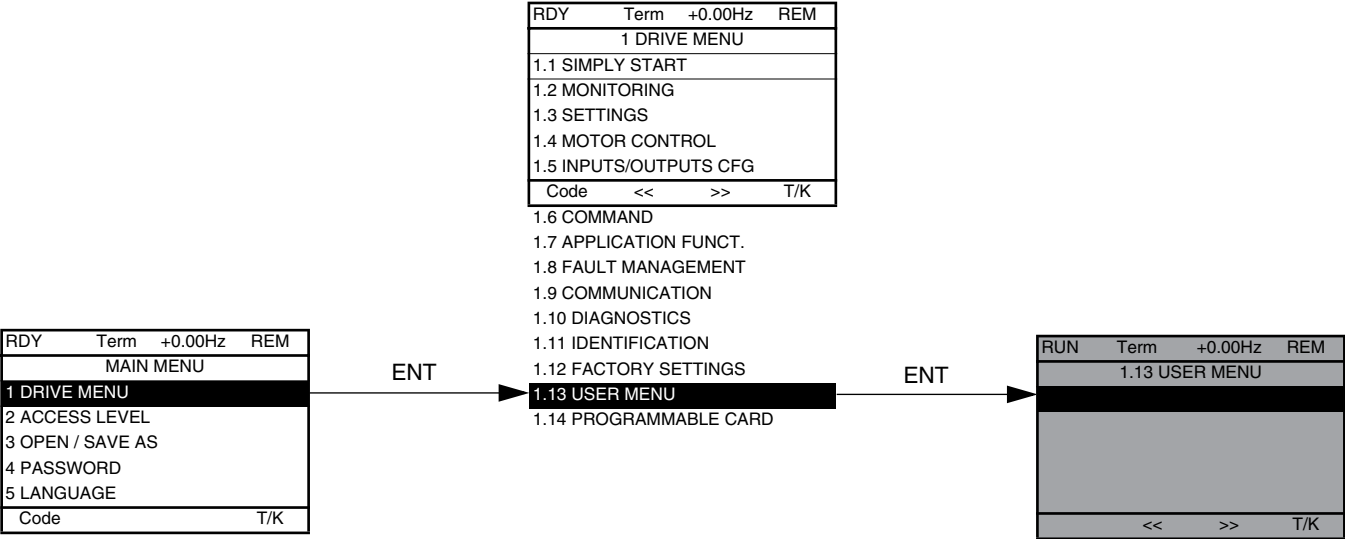 RDY Term +0.00Hz REM
1 DRIVE MENU
1.1 SIMPLY START
1.2 MONITORING
1.3 SETTINGS
1.4 MOTOR CONTROL
1.5 INPUTS/OUTPUTS CFG
Code << >> T/K
1.6 COMMAND
1.7 APPLICATION FUNCT.
1.8 FAULT MANAGEMENT
1.9 COMMUNICATION
1.10 DIAGNOSTICS
1.11 IDENTIFICATION
1.12 FACTORY SETTINGS
1.13 USER MENU
1.14 PROGRAMMABLE CARD
RDY Term +0.00Hz REM
MAIN MENU
1 DRIVE MENU
2 ACCESS LEVEL
3 OPEN / SAVE AS
4 PASSWORD
5 LANGUAGE
Code T/K
ENT
ENT
RUN Term +0.00Hz REM
1.13 USER MENU
<< >> T/K